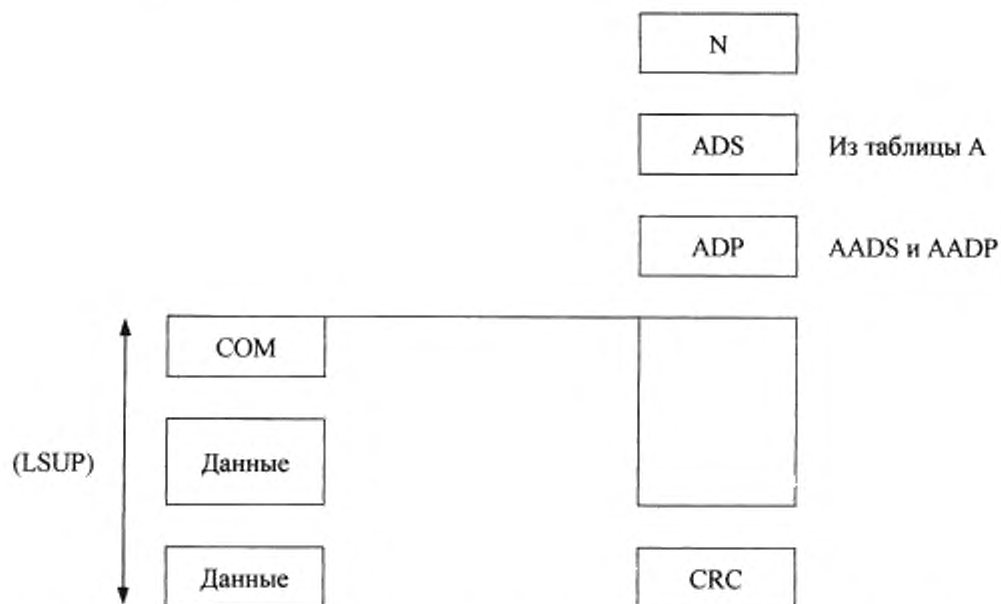 N
ADS Из таблицы А
ADP AADS и AADP
COM
(LSUP) Данные
Данные CRC